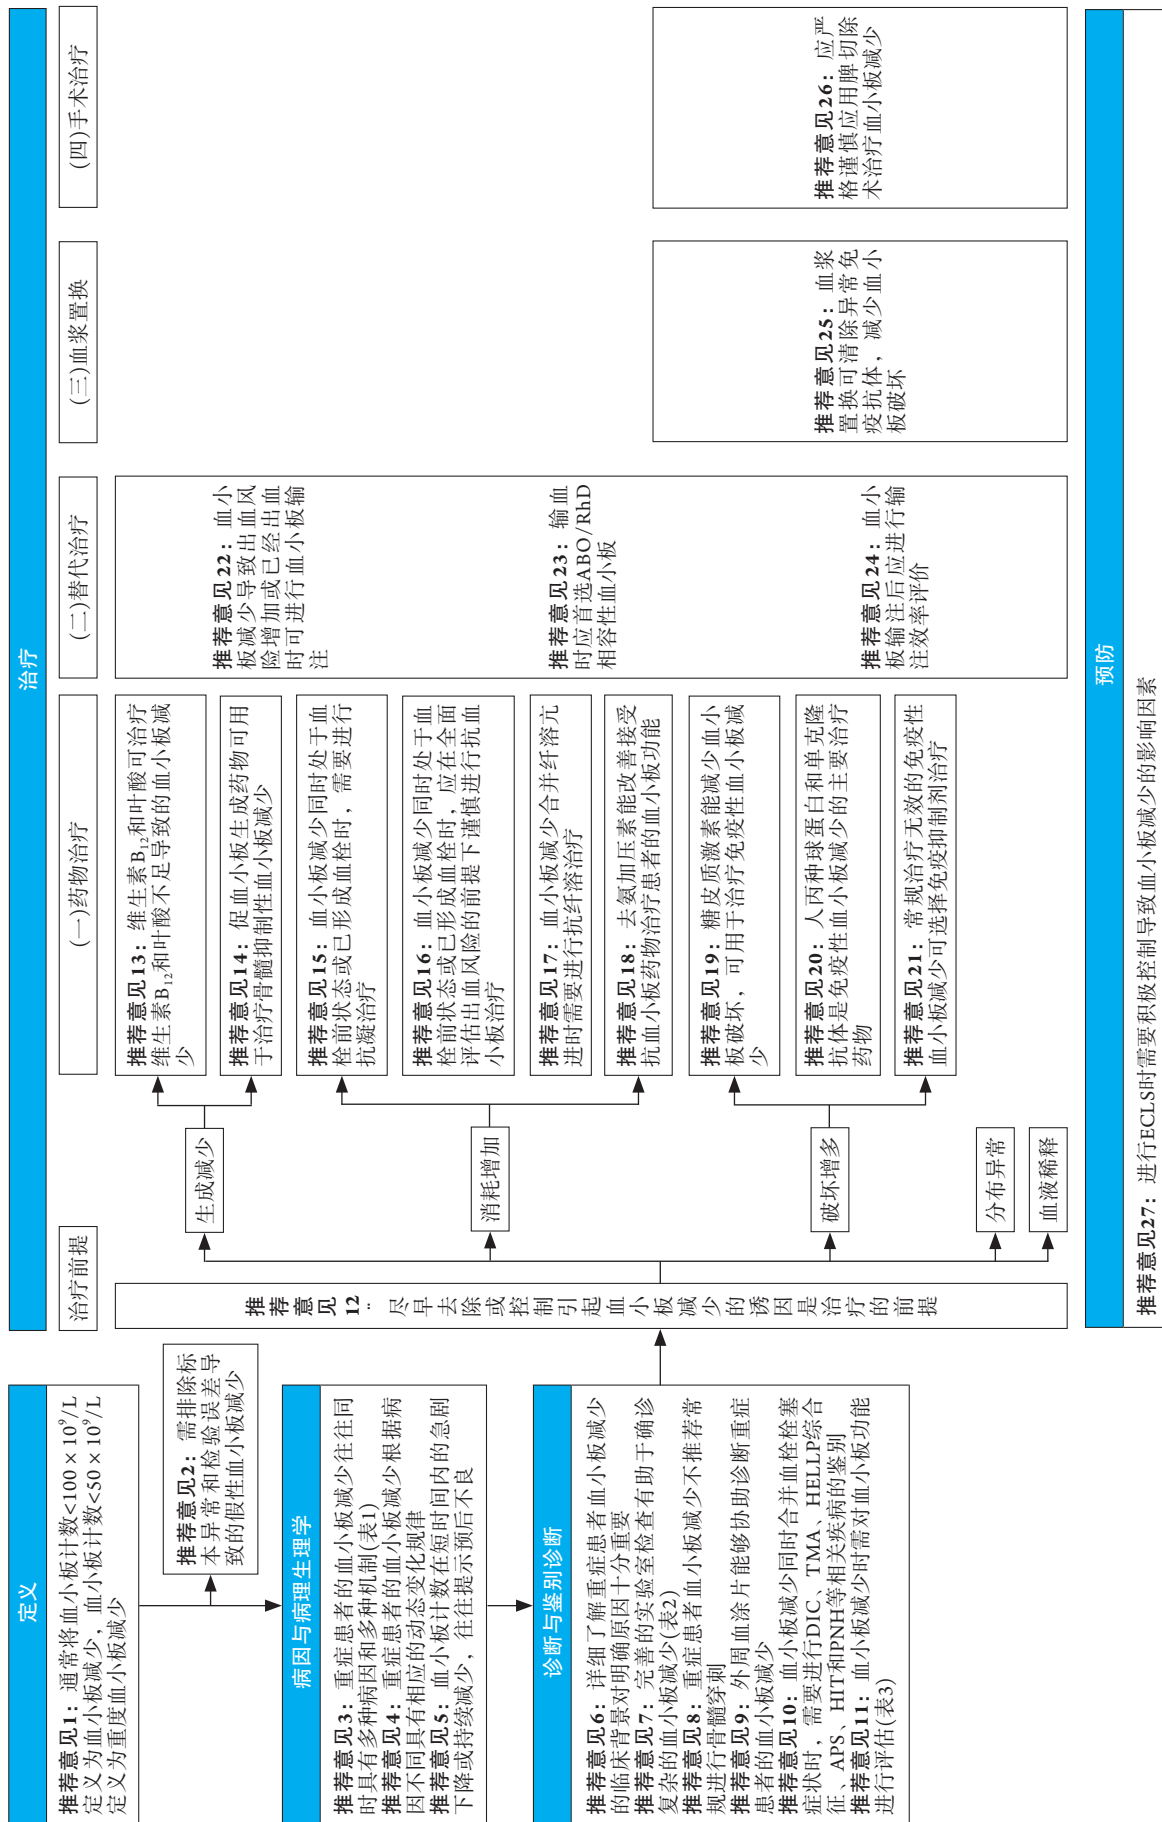 定义
推荐意见1：通常将血小板计数<100×10⁹/L
定义为血小板减少，血小板计数<50×10⁹/L
定义为重度血小板减少
推荐意见2：需排除标
本异常和检验误差导
致的假性血小板减少
病因与病理生理学
推荐意见3：重症患者的血小板减少往往同
时具有多种病因和多种机制(表1)
推荐意见4：重症患者的血小板减少根据病
因不同具有相应的动态变化规律
推荐意见5：血小板计数在短时间内的急剧
下降或持续减少，往往提示预后不良
诊断与鉴别诊断
推荐意见6：详细了解重症患者血小板减少
的临床背景对明确原因十分重要
推荐意见7：完善的实验室检查有助于确诊
复杂的血小板减少(表2)
推荐意见8：重症患者血小板减少不推荐常
规进行骨髓穿刺
推荐意见9：外周血涂片能够协助诊断重症
患者的血小板减少
推荐意见10：血小板减少同时合并血栓栓塞
症状时，需要进行DIC、TMA、HELLP综合
征、APS、HIT和PNH等相关疾病的鉴别
推荐意见11：血小板减少时需对血小板功能
进行评估(表3)
治疗
治疗前提
推荐意见12：尽早去除或控制引起血小板减少的诱因是治疗的前提
生成减少
消耗增加
破坏增多
分布异常
血液稀释
(一)药物治疗
推荐意见13：维生素B₁₂和叶酸可治疗
维生素B₁₂和叶酸不足导致的血小板减
少
推荐意见14：促血小板生成药物可用
于治疗骨髓抑制性血小板减少
推荐意见15：血小板减少同时处于血
栓前状态或已形成血栓时，需要进行
抗凝治疗
推荐意见16：血小板减少同时处于血
栓前状态或已形成血栓时，应在全面
评估出血风险的前提下谨慎进行抗血
小板治疗
推荐意见17：血小板减少合并纤溶亢
进时需要进行抗纤溶治疗
推荐意见18：去氨加压素能改善接受
抗血小板药物治疗患者的血小板功能
推荐意见19：糖皮质激素能减少血小
板破坏，可用于治疗免疫性血小板减
少
推荐意见20：人丙种球蛋白和单克隆
抗体是免疫性血小板减少的主要治疗
药物
推荐意见21：常规治疗无效的免疫性
血小板减少可选择免疫抑制剂治疗
(二)替代治疗
推荐意见22：血小
板减少导致出血风
险增加或已经出血
时可进行血小板输
注
推荐意见23：输血
时应首选ABO/RhD
相容性血小板
推荐意见24：血小
板输注后应进行输
注效率评价
(三)血浆置换
推荐意见25：血浆
置换可清除异常免
疫抗体，减少血小
板破坏
(四)手术治疗
推荐意见26：应严
格谨慎应用脾切除
术治疗血小板减少
预防
推荐意见27：进行ECLS时需要积极控制导致血小板减少的影响因素